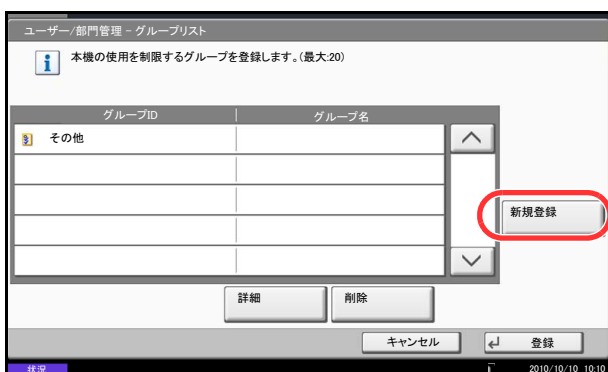 ユーザー/部門管理 - グループリスト
本機の使用を制限するグループを登録します。(最大:20)
グループID グループ名
その他
新規登録
詳細 削除
キャンセル 登録
状況 2010/10/10 10:10